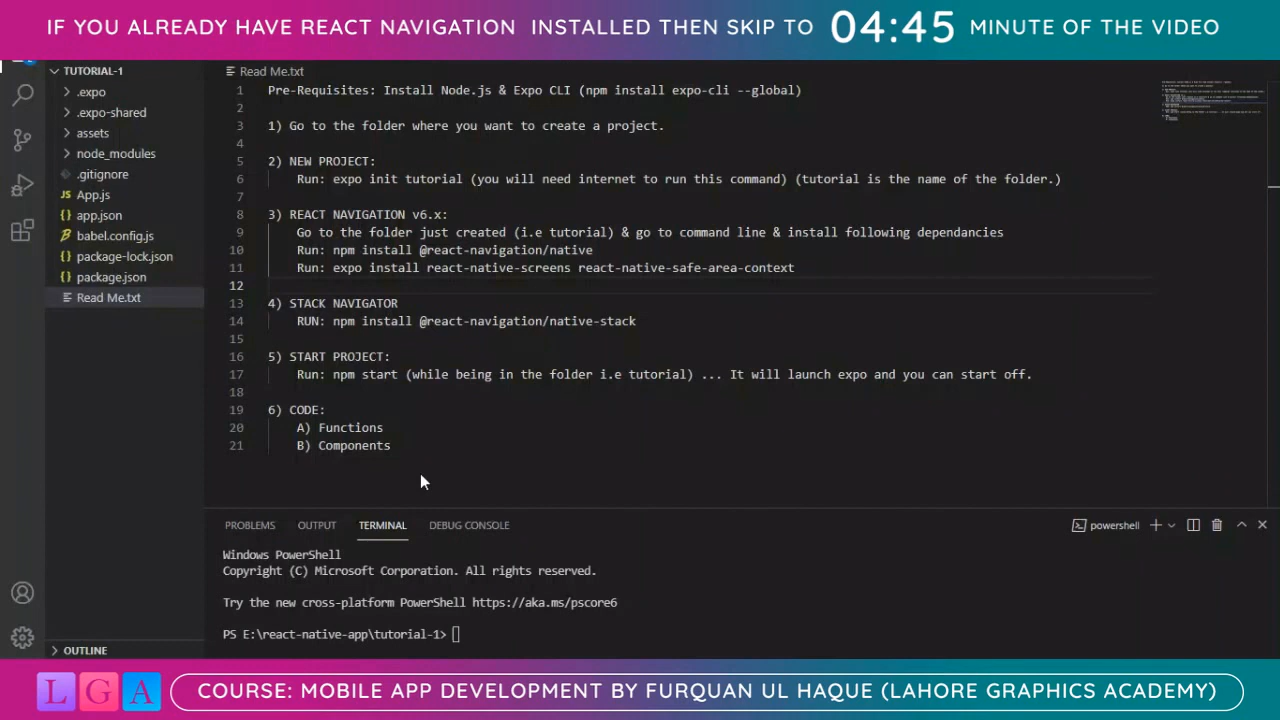 IF YOU ALREADY HAVE REACT NAVIGATION INSTALLED THEN SKIP TO 04:45 MINUTE OF THE VIDEO
TUTORIAL-1
.expo
.expo-shared
assets
node_modules
.gitignore
App.js
app.json
babel.config.js
package-lock.json
package.json
Read Me.txt
OUTLINE
Read Me.txt
1 Pre-Requisites: Install Node.js & Expo CLI (npm install expo-cli --global)
2
3 1) Go to the folder where you want to create a project.
4
5 2) NEW PROJECT:
6 Run: expo init tutorial (you will need internet to run this command) (tutorial is the name of the folder.)
7
8 3) REACT NAVIGATION v6.x:
9 Go to the folder just created (i.e tutorial) & go to command line & install following dependancies
10 Run: npm install @react-navigation/native
11 Run: expo install react-native-screens react-native-safe-area-context
12
13 4) STACK NAVIGATOR
14 RUN: npm install @react-navigation/native-stack
15
16 5) START PROJECT:
17 Run: npm start (while being in the folder i.e tutorial) ... It will launch expo and you can start off.
18
19 6) CODE:
20 A) Functions
21 B) Components
PROBLEMS OUTPUT TERMINAL DEBUG CONSOLE powershell
Windows PowerShell
Copyright (C) Microsoft Corporation. All rights reserved.
Try the new cross-platform PowerShell https://aka.ms/pscore6
PS E:\react-native-app\tutorial-1>
LGA COURSE: MOBILE APP DEVELOPMENT BY FURQUAN UL HAQUE (LAHORE GRAPHICS ACADEMY)